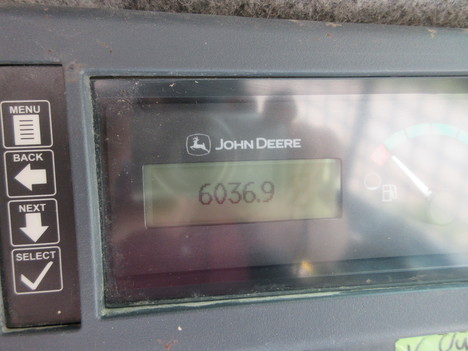 MENU
BACK
NEXT
SELECT
JOHN DEERE
6036.9